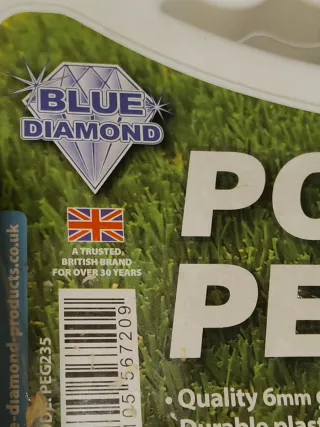 BLUE
DIAMOND
PO
A TRUSTED
BRITISH BRAND
FOR OVER 30 YEARS
PE
• Quality 6mm
Durable plast
e-diamond-products.co.uk
PEG235
567209